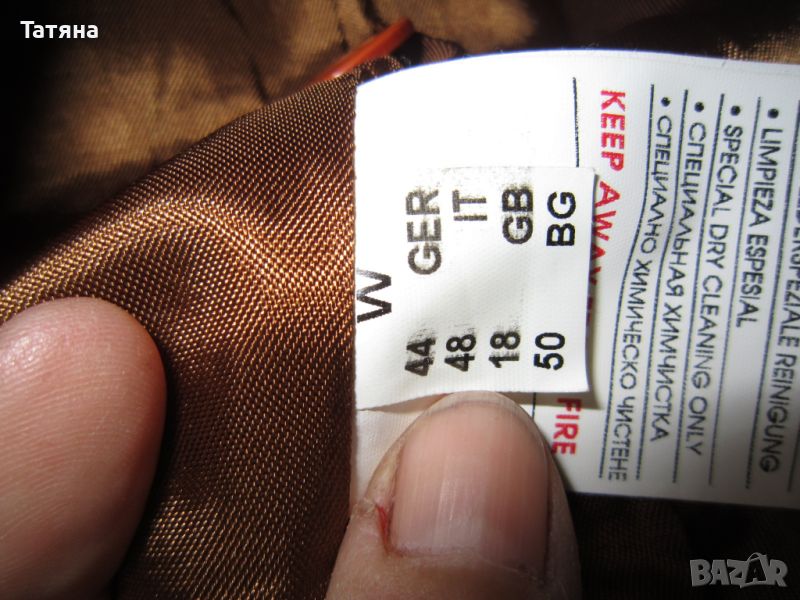 Татяна
W
GER 44
IT 48
GB 18
BG 50
KEEP AWAY FIRE
• СПЕЦИАЛНО ХИМИЧЕСКО ЧИСТЕНЕ
• СПЕЦИАЛЬНАЯ ХИМЧИСТКА
• SPECIAL DRY CLEANING ONLY
• LIMPIEZA ESPESIAL
REINIGUNG
BAZAR